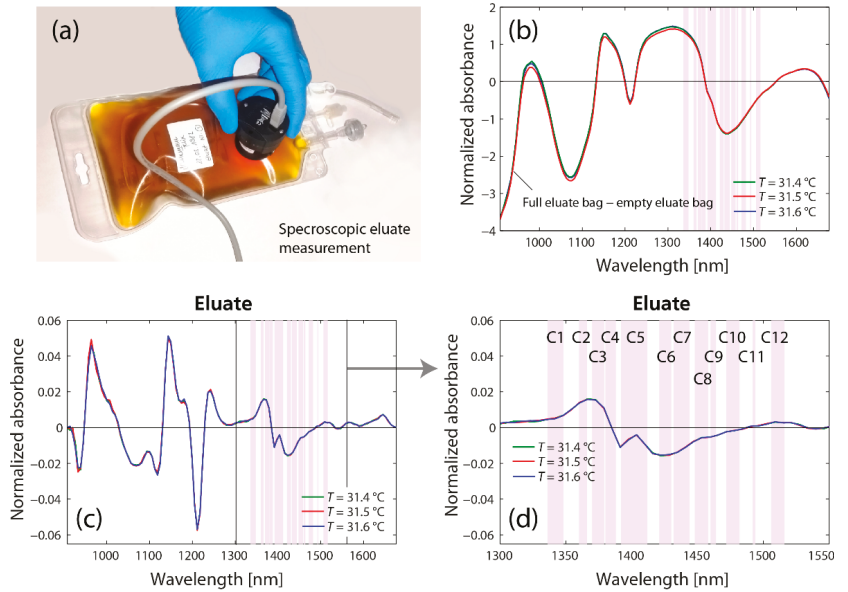 (a)
Specroscopic eluate
measurement
(b)
Normalized absorbance
2
1
0
−1
−2
−3
−4
Full eluate bag – empty eluate bag
T = 31.4 °C
T = 31.5 °C
T = 31.6 °C
1000 1100 1200 1300 1400 1500 1600
Wavelength [nm]
Eluate
Normalized absorbance
0.06
0.04
0.02
0
−0.02
−0.04
−0.06
(c)
T = 31.4 °C
T = 31.5 °C
T = 31.6 °C
1000 1100 1200 1300 1400 1500 1600
Wavelength [nm]
Eluate
Normalized absorbance
0.06
0.04
0.02
0
−0.02
−0.04
−0.06
C1 C2 C4 C5 C7 C10 C12
C3 C6 C9 C11
C8
T = 31.4 °C
T = 31.5 °C
T = 31.6 °C
(d)
1300 1350 1400 1450 1500 1550
Wavelength [nm]